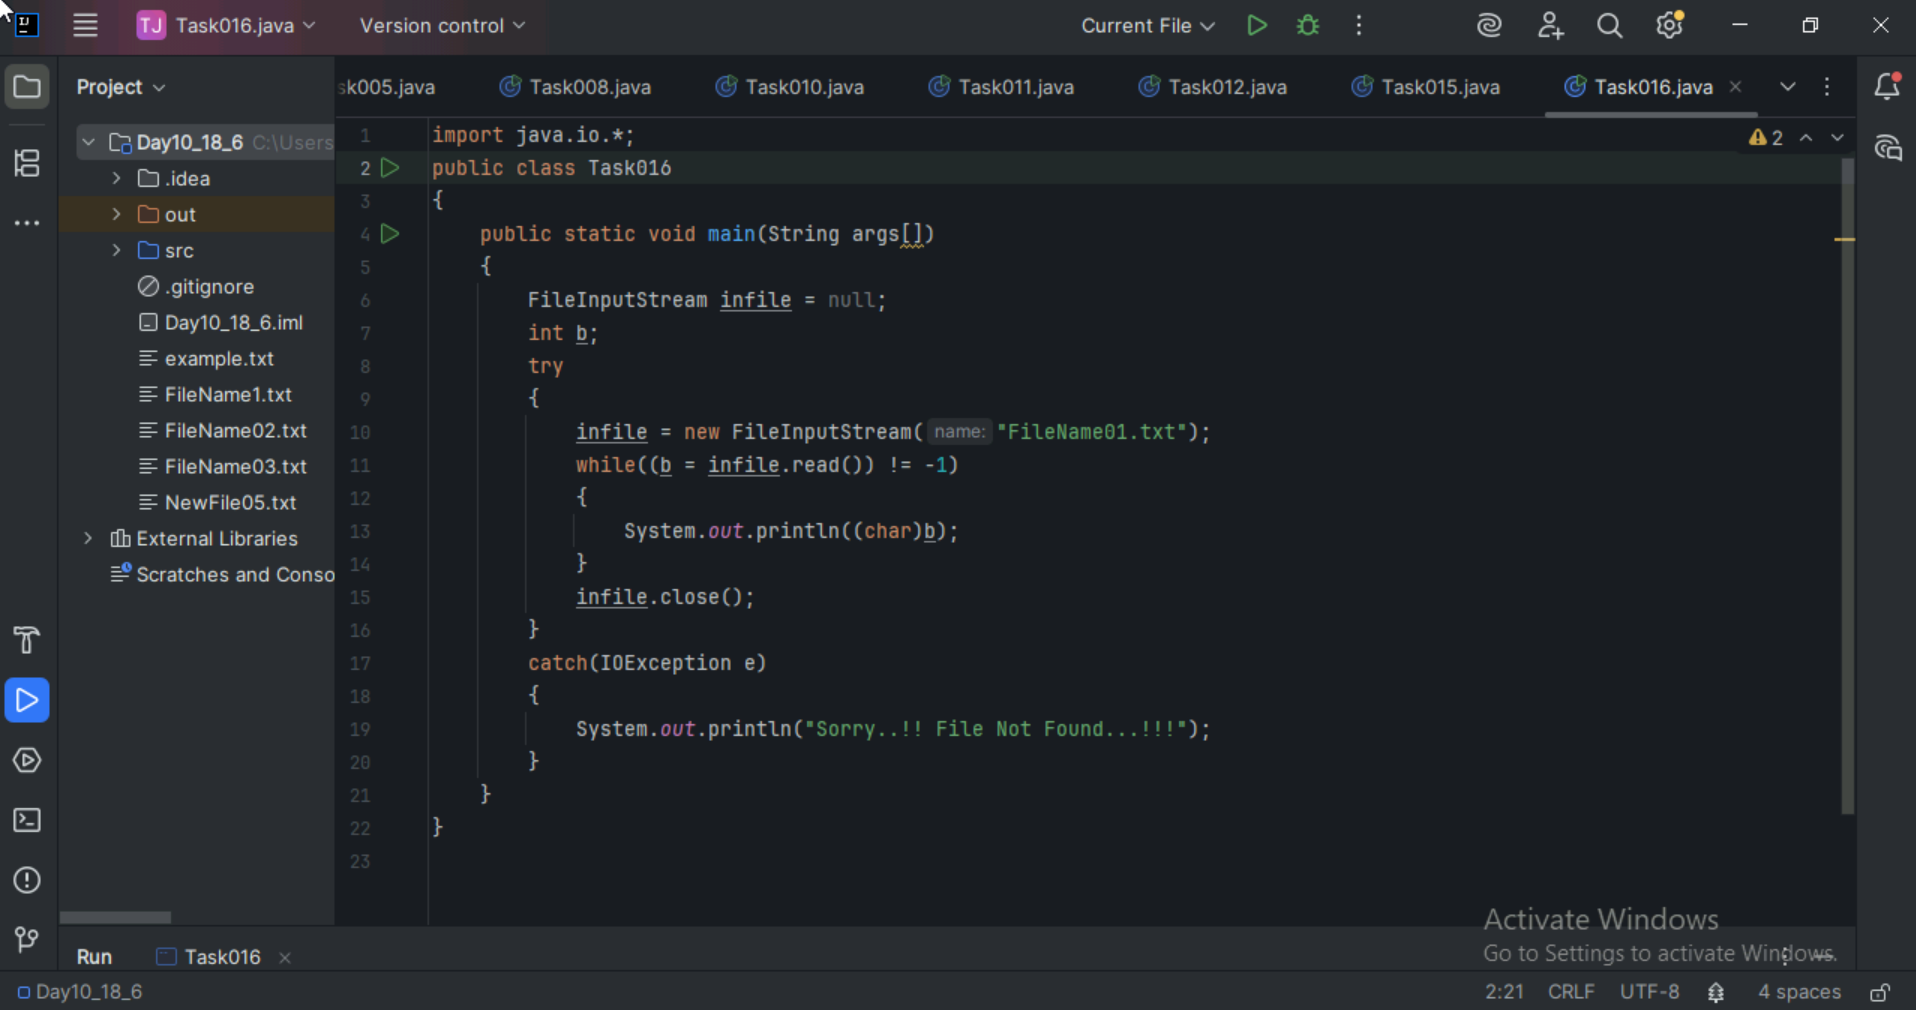 TJ Task016.java Version control Current File
Project
sk005.java Task008.java Task010.java Task011.java Task012.java Task015.java Task016.java
Day10_18_6 C:\Users
.idea
out
src
.gitignore
Day10_18_6.iml
example.txt
FileName1.txt
FileName02.txt
FileName03.txt
NewFile05.txt
External Libraries
Scratches and Conso
2
1 import java.io.*;
2 public class Task016
3 {
4 public static void main(String args[])
5 {
6 FileInputStream infile = null;
7 int b;
8 try
9 {
10 infile = new FileInputStream( name: "FileName01.txt");
11 while((b = infile.read()) != -1)
12 {
13 System.out.println((char)b);
14 }
15 infile.close();
16 }
17 catch(IOException e)
18 {
19 System.out.println("Sorry..!! File Not Found...!!!");
20 }
21 }
22 }
23
Activate Windows
Go to Settings to activate Windows.
Run Task016
Day10_18_6 2:21 CRLF UTF-8 4 spaces